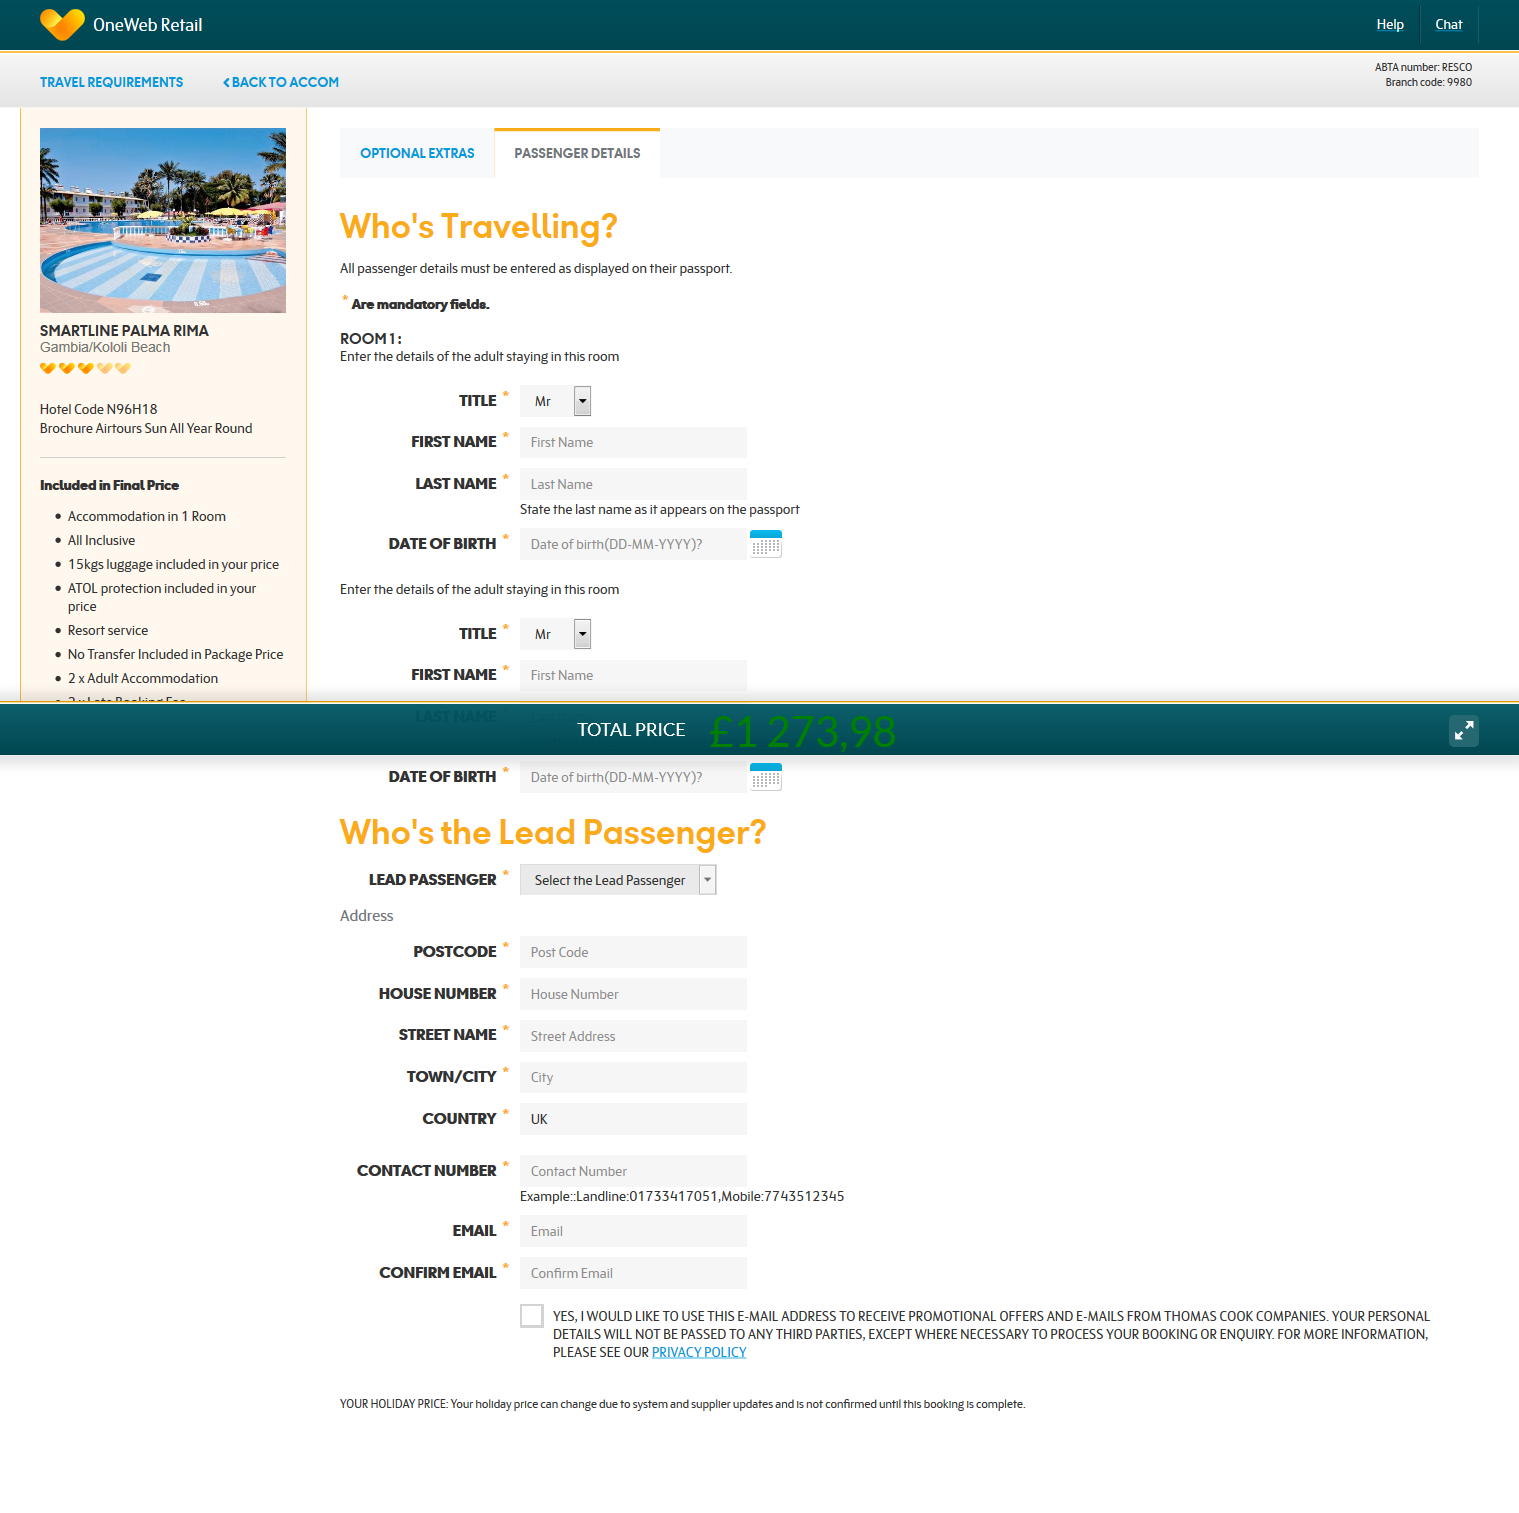 OneWeb Retail
Help
Chat
TRAVEL REQUIREMENTS
BACK TO ACCOM
ABTA number: RESCO
Branch code: 9980
SMARTLINE PALMA RIMA
Gambia/Kololi Beach
Hotel Code N96H18
Brochure Airtours Sun All Year Round
Included in Final Price
• Accommodation in 1 Room
• All Inclusive
• 15kgs luggage included in your price
• ATOL protection included in your
price
• Resort service
• No Transfer Included in Package Price
• 2 x Adult Accommodation
OPTIONAL EXTRAS
PASSENGER DETAILS
Who's Travelling?
All passenger details must be entered as displayed on their passport.
* Are mandatory fields.
ROOM 1 :
Enter the details of the adult staying in this room
TITLE * Mr
FIRST NAME * First Name
LAST NAME * Last Name
State the last name as it appears on the passport
DATE OF BIRTH * Date of birth(DD-MM-YYYY)?
Enter the details of the adult staying in this room
TITLE * Mr
FIRST NAME * First Name
LAST NAME
TOTAL PRICE £1 273,98
DATE OF BIRTH * Date of birth(DD-MM-YYYY)?
Who's the Lead Passenger?
LEAD PASSENGER * Select the Lead Passenger
Address
POSTCODE * Post Code
HOUSE NUMBER * House Number
STREET NAME * Street Address
TOWN/CITY * City
COUNTRY * UK
CONTACT NUMBER * Contact Number
Example::Landline:01733417051,Mobile:7743512345
EMAIL * Email
CONFIRM EMAIL * Confirm Email
YES, I WOULD LIKE TO USE THIS E-MAIL ADDRESS TO RECEIVE PROMOTIONAL OFFERS AND E-MAILS FROM THOMAS COOK COMPANIES. YOUR PERSONAL
DETAILS WILL NOT BE PASSED TO ANY THIRD PARTIES, EXCEPT WHERE NECESSARY TO PROCESS YOUR BOOKING OR ENQUIRY. FOR MORE INFORMATION,
PLEASE SEE OUR PRIVACY POLICY
YOUR HOLIDAY PRICE: Your holiday price can change due to system and supplier updates and is not confirmed until this booking is complete.